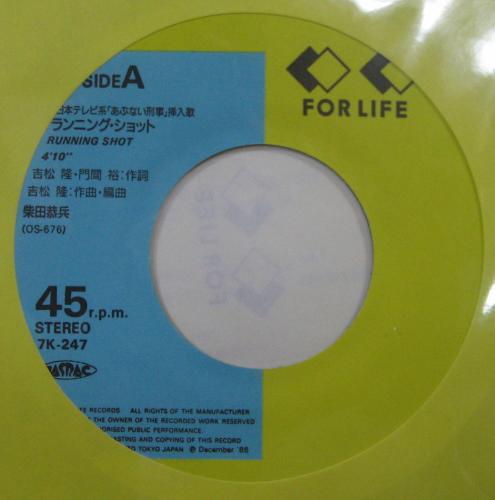 SIDE A
FOR LIFE
日本テレビ系「あぶない刑事」挿入歌
ランニング・ショット
RUNNING SHOT
4'10"
吉松 隆・門間 裕:作詞
吉松 隆:作曲・編曲
柴田恭兵
(OS-676)
45 r.p.m.
STEREO
7K-247
JASRAC
RECORDS ALL RIGHTS OF THE MANUFACTURER
THE OWNER OF THE RECORDED WORK RESERVED
PUBLIC PERFORMANCE.
AND COPYING OF THIS RECORD
TOKYO JAPAN Ⓟ December '86
FOR LIFE